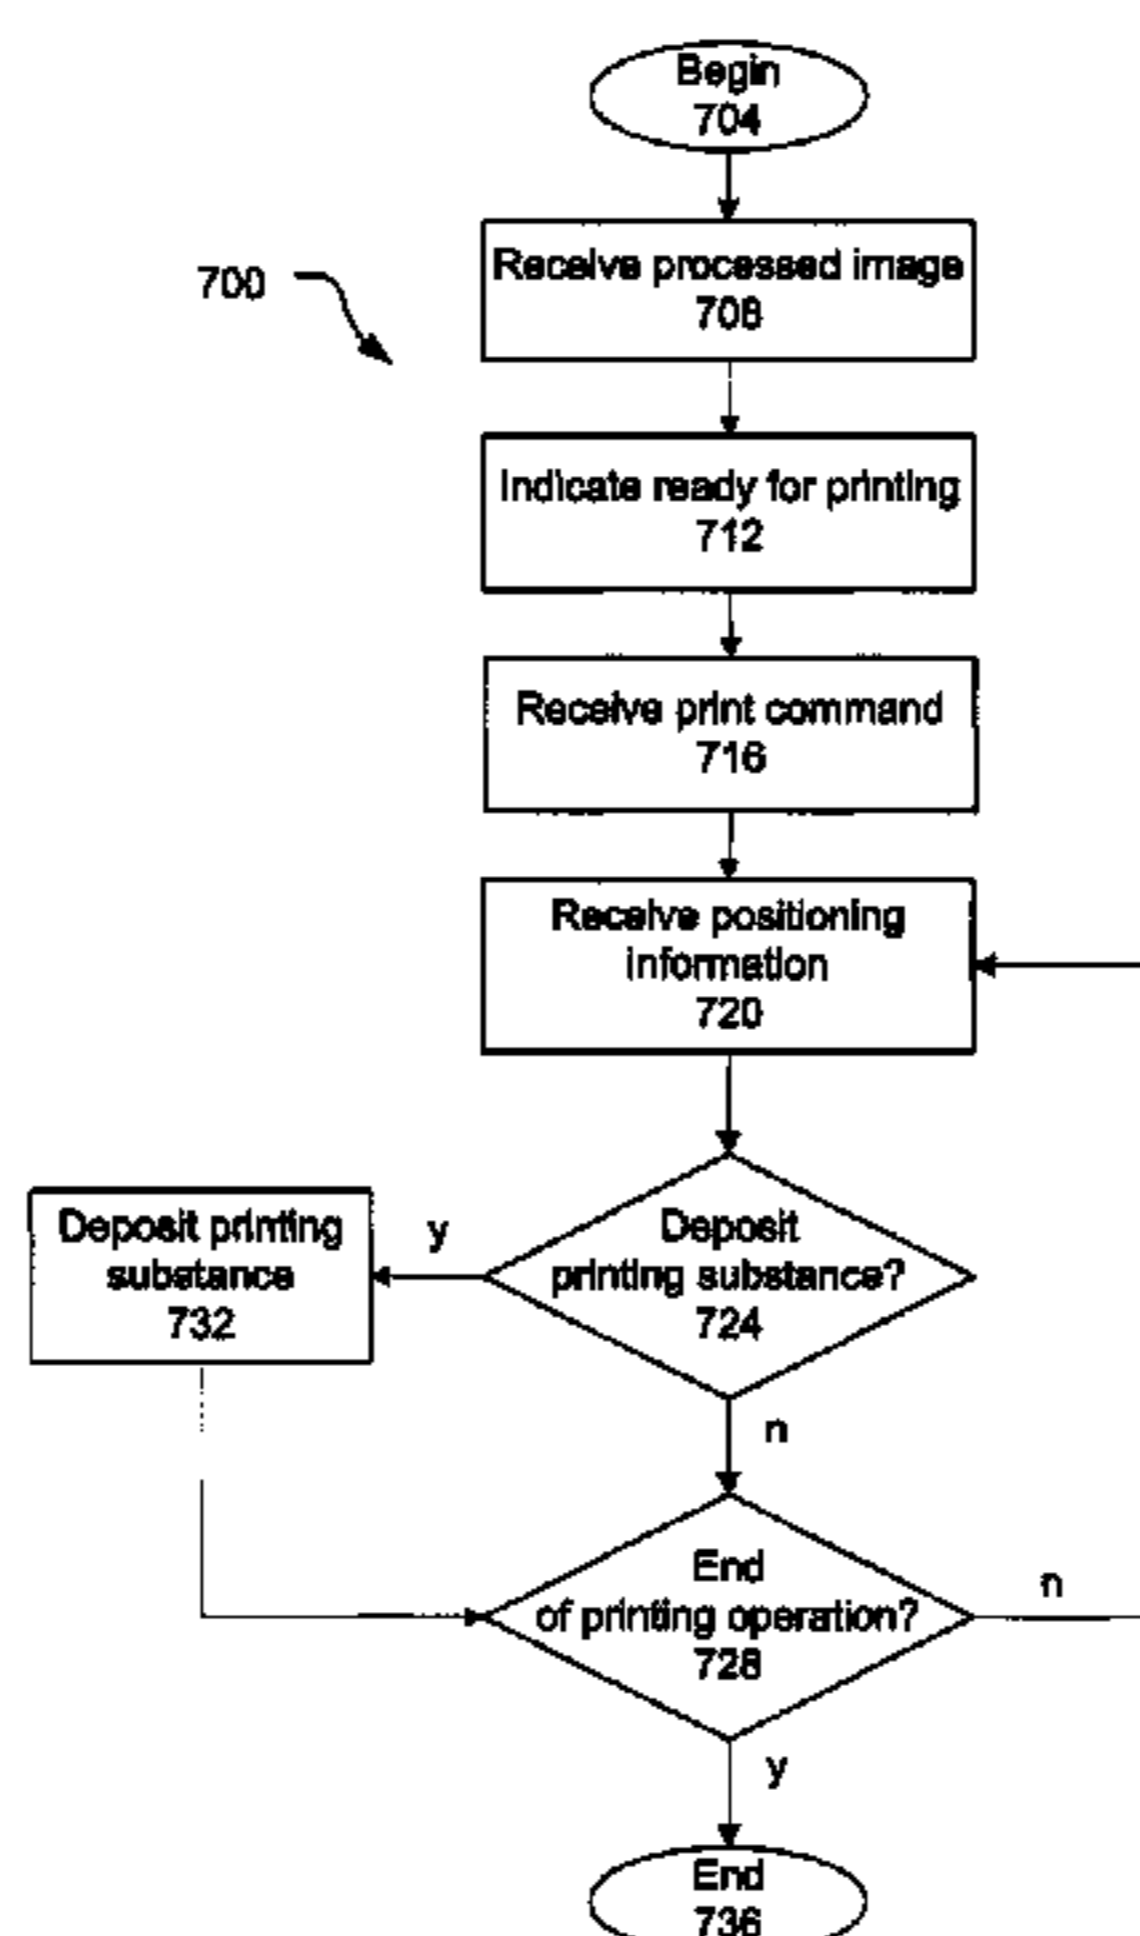 Begin
704
700
Receive processed image
708
Indicate ready for printing
712
Receive print command
716
Receive positioning
information
720
Deposit printing
substance
732
y
Deposit
printing substance?
724
n
End
of printing operation?
728
n
y
End
736